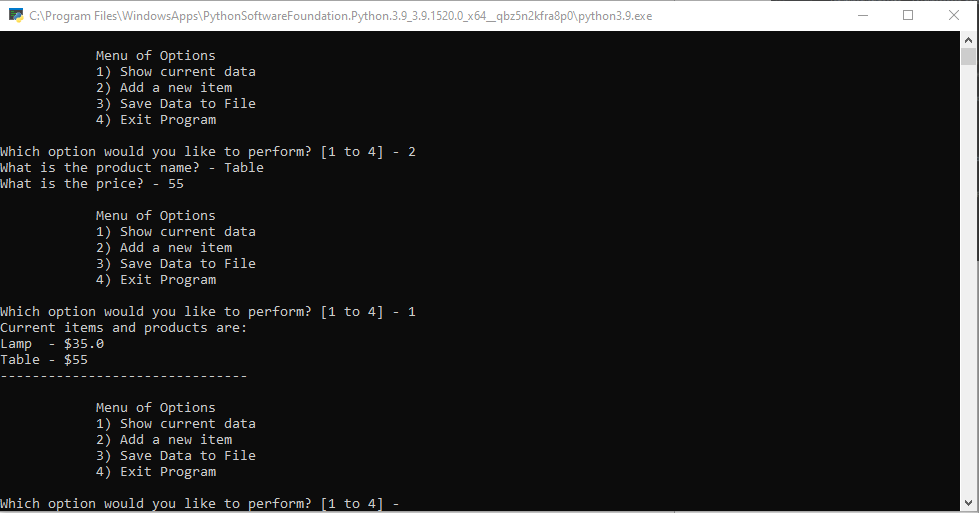 C:\Program Files\WindowsApps\PythonSoftwareFoundation.Python.3.9_3.9.1520.0_x64__qbz5n2kfra8p0\python3.9.exe
Menu of Options
1) Show current data
2) Add a new item
3) Save Data to File
4) Exit Program
Which option would you like to perform? [1 to 4] - 2
What is the product name? - Table
What is the price? - 55
Menu of Options
1) Show current data
2) Add a new item
3) Save Data to File
4) Exit Program
Which option would you like to perform? [1 to 4] - 1
Current items and products are:
Lamp  - $35.0
Table - $55
-------------------------------
Menu of Options
1) Show current data
2) Add a new item
3) Save Data to File
4) Exit Program
Which option would you like to perform? [1 to 4] -